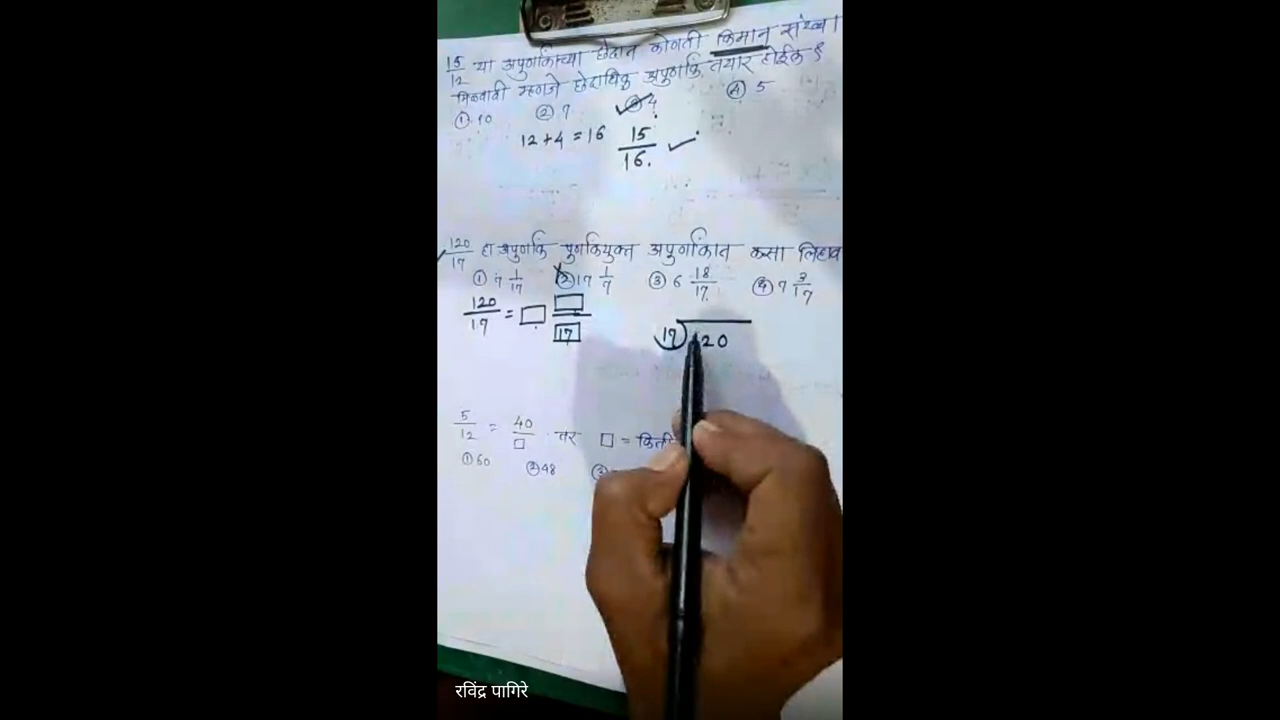 15/12 या अपुर्णांकाच्या छेदात कोणती किमान संख्या
मिळवावी म्हणजे छेदाधिक अपुर्णांक तयार होईल ?
① 10 ② 7 ③ 4 ④ 5
12 + 4 = 16 15/16
120/17 हा अपुर्णांक पुर्णांकयुक्त अपुर्णांकात कसा लिहाव
① 7 1/17 ② 17 1/7 ③ 6 18/17 ④ 7 3/17
120/17 = □ □/17
17 120
5/12 = 40/□ तर □ = किती
① 60 ② 48 ③
रविंद्र पागिरे